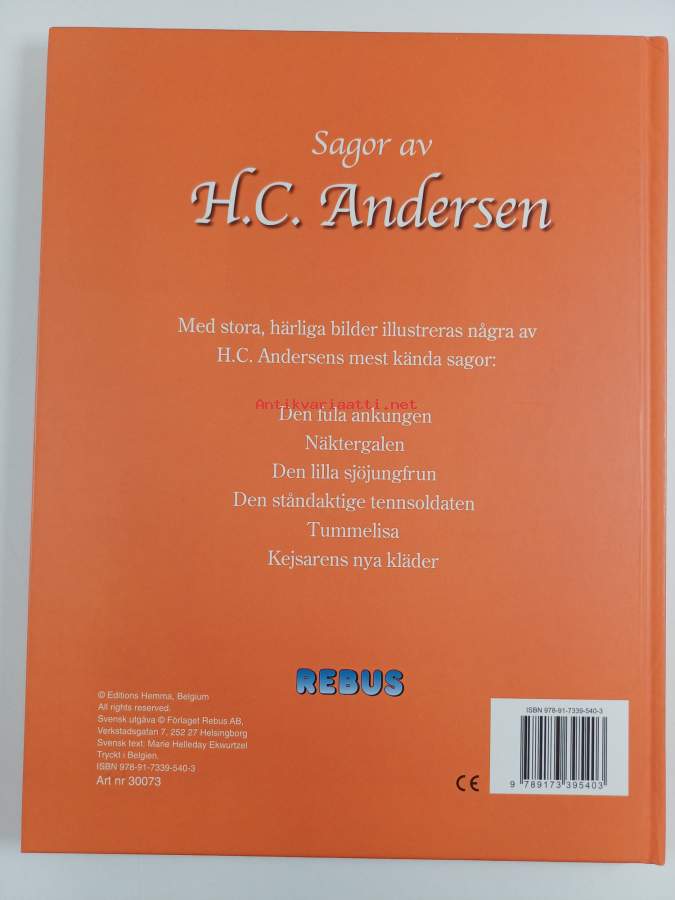 Sagor av
H.C. Andersen
Med stora, härliga bilder illustreras några av
H.C. Andersens mest kända sagor:
Antikvariaatti.net
Den fula ankungen
Näktergalen
Den lilla sjöjungfrun
Den ståndaktige tennsoldaten
Tummelisa
Kejsarens nya kläder
REBUS
© Editions Hemma, Belgium
All rights reserved.
Svensk utgåva © Förlaget Rebus AB,
Verkstadsgatan 7, 252 27 Helsingborg
Svensk text: Marie Helleday Ekwurtzel
Tryckt i Belgien.
ISBN 978-91-7339-540-3
Art nr 30073
CE
ISBN 978-91-7339-540-3
9 789173 395403